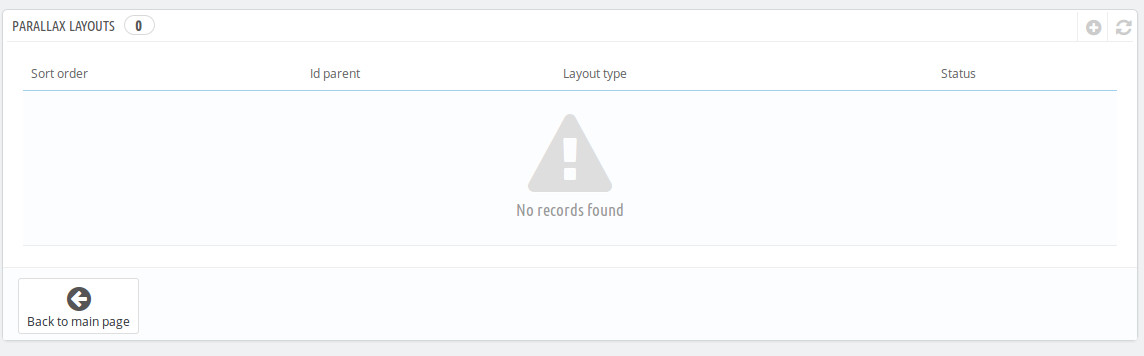 PARALLAX LAYOUTS 0
Sort order Id parent Layout type Status
No records found
Back to main page